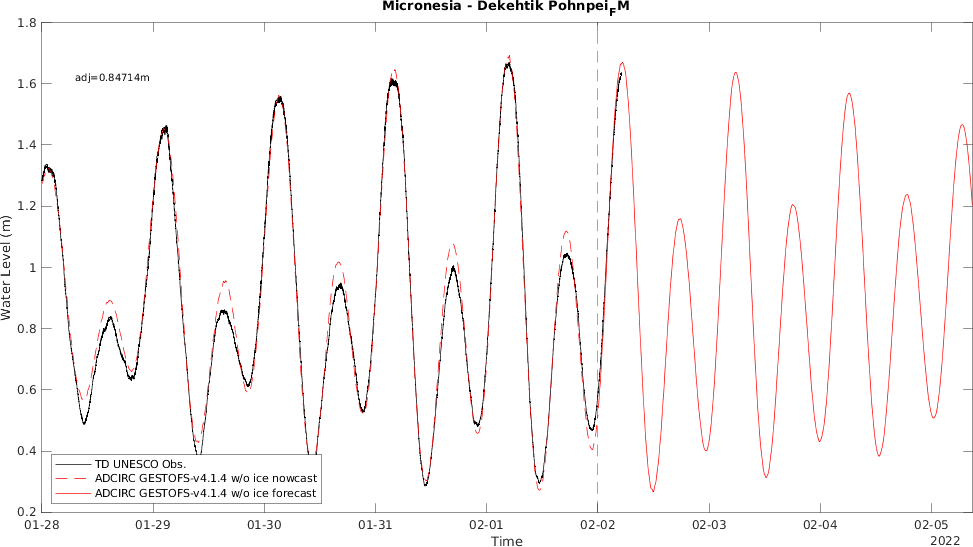 Micronesia - Dekehtik PohnpeiFM
adj=0.84714m
1.8
1.6
1.4
1.2
1
0.8
0.6
0.4
0.2
Water Level (m)
TD UNESCO Obs.
ADCIRC GESTOFS-v4.1.4 w/o ice nowcast
ADCIRC GESTOFS-v4.1.4 w/o ice forecast
01-28 01-29 01-30 01-31 02-01 02-02 02-03 02-04 02-05
Time
2022